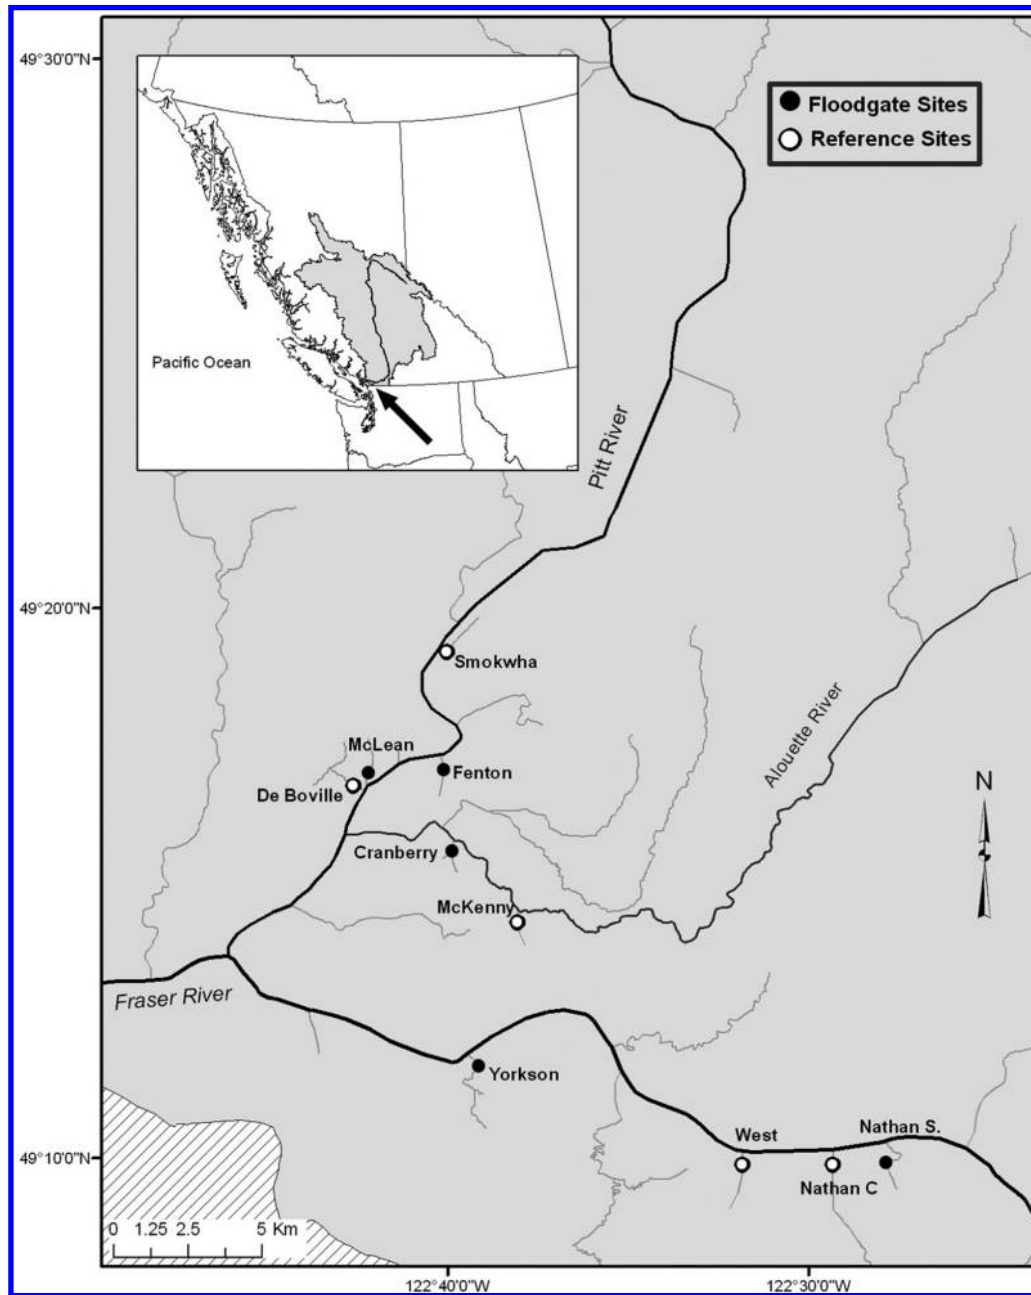 49°30'0"N
Floodgate Sites
Reference Sites
Pacific Ocean
Pitt River
49°20'0"N
Smokwha
Alouette River
McLean
Fenton
De Boville
N
Cranberry
McKenny
Fraser River
Yorkson
West
Nathan S.
49°10'0"N
Nathan C
0 1.25 2.5 5 Km
122°40'0"W
122°30'0"W